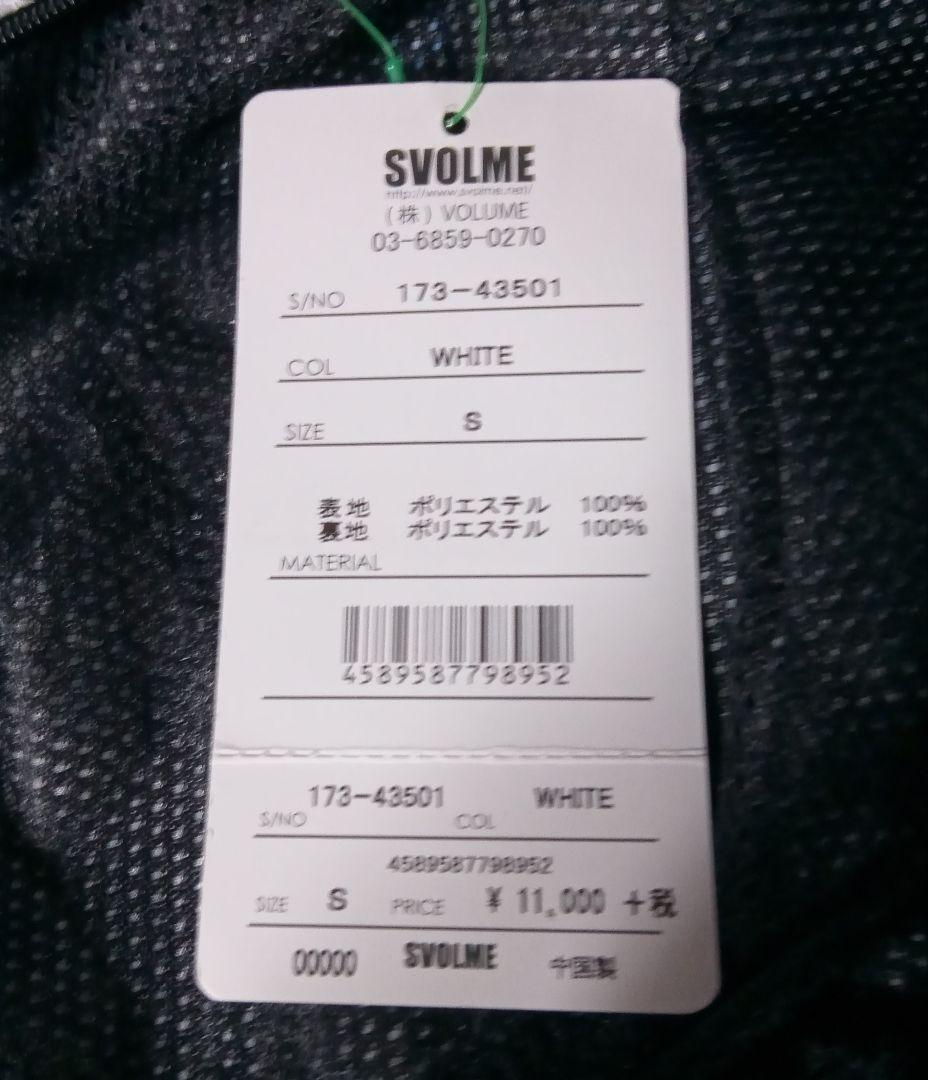 SVOLME
http://www.svolme.net/
(株) VOLUME
03-6859-0270
S/NO 173-43501
COL WHITE
SIZE S
表地 ポリエステル 100%
裏地 ポリエステル 100%
MATERIAL
4589587798952
173-43501 WHITE
S/NO COL
4589587798952
SIZE S PRICE ¥ 11,000 +税
00000 SVOLME 中国製